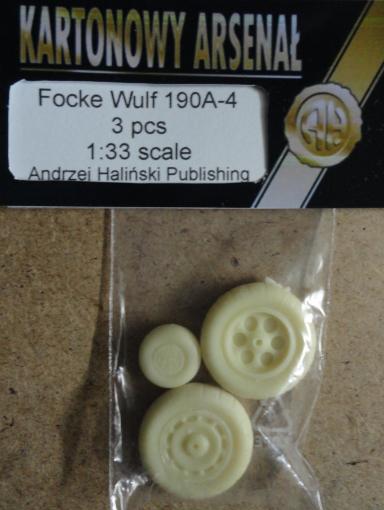 KARTONOWY ARSENAŁ
Focke Wulf 190A-4
3 pcs
1:33 scale
Andrzej Haliński Publishing